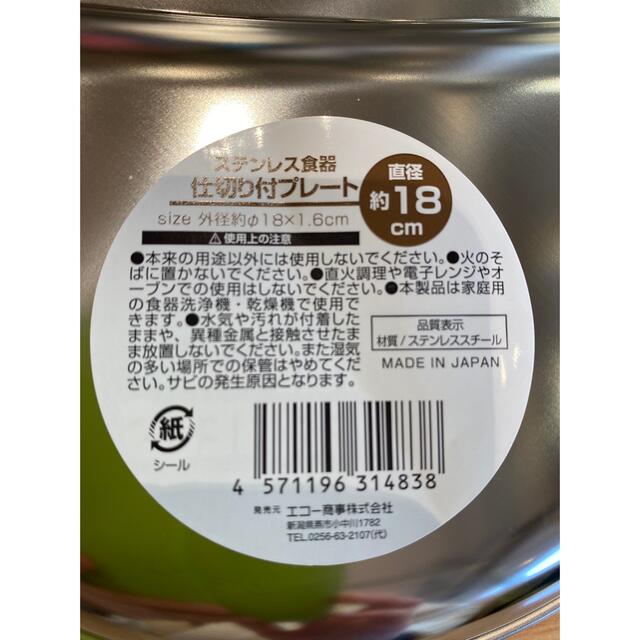 ステンレス食器
仕切り付プレート
size 外径約φ18×1.6cm
直径
約18
cm
⚠使用上の注意
●本来の用途以外には使用しないでください。●火のそ
ばに置かないでください。●直火調理や電子レンジやオ
ーブンでの使用はしないでください。●本製品は家庭用
の食器洗浄機・乾燥機で使用で
きます。●水気や汚れが付着した
ままや、異種金属と接触させたま
ま放置しないでください。また湿気
の多い場所での保管はやめてくだ
さい。サビの発生原因となります。
品質表示
材質/ステンレススチール
MADE IN JAPAN
紙
シール
4 571196 314838
発売元 エコー商事株式会社
新潟県燕市小中川1782
TEL.0256-63-2107(代)